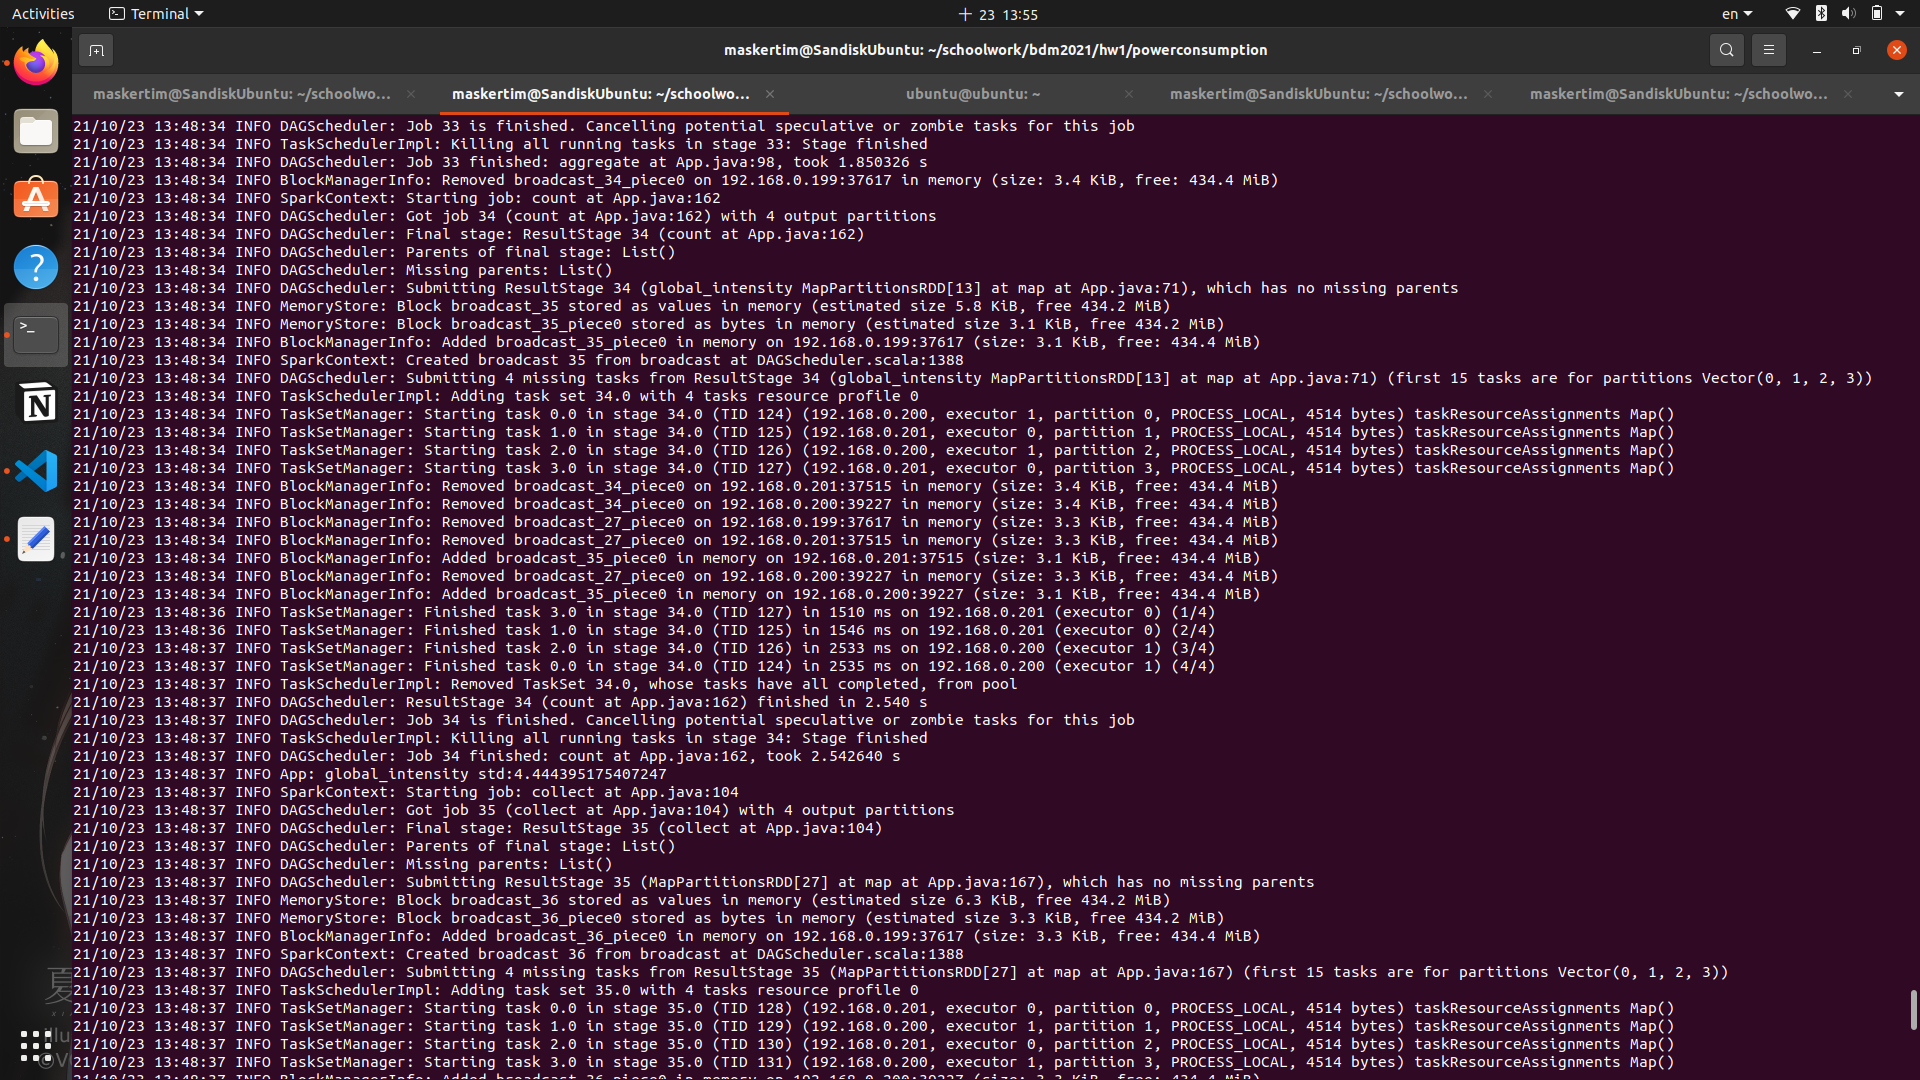 Activities
Terminal
23 13:55
en
maskertim@SandiskUbuntu: ~/schoolwork/bdm2021/hw1/powerconsumption
maskertim@SandiskUbuntu: ~/schoolwo...
maskertim@SandiskUbuntu: ~/schoolwo...
ubuntu@ubuntu: ~
maskertim@SandiskUbuntu: ~/schoolwo...
maskertim@SandiskUbuntu: ~/schoolwo...
21/10/23 13:48:34 INFO DAGScheduler: Job 33 is finished. Cancelling potential speculative or zombie tasks for this job
21/10/23 13:48:34 INFO TaskSchedulerImpl: Killing all running tasks in stage 33: Stage finished
21/10/23 13:48:34 INFO DAGScheduler: Job 33 finished: aggregate at App.java:98, took 1.850326 s
21/10/23 13:48:34 INFO BlockManagerInfo: Removed broadcast_34_piece0 on 192.168.0.199:37617 in memory (size: 3.4 KiB, free: 434.4 MiB)
21/10/23 13:48:34 INFO SparkContext: Starting job: count at App.java:162
21/10/23 13:48:34 INFO DAGScheduler: Got job 34 (count at App.java:162) with 4 output partitions
21/10/23 13:48:34 INFO DAGScheduler: Final stage: ResultStage 34 (count at App.java:162)
21/10/23 13:48:34 INFO DAGScheduler: Parents of final stage: List()
21/10/23 13:48:34 INFO DAGScheduler: Missing parents: List()
21/10/23 13:48:34 INFO DAGScheduler: Submitting ResultStage 34 (global_intensity MapPartitionsRDD[13] at map at App.java:71), which has no missing parents
21/10/23 13:48:34 INFO MemoryStore: Block broadcast_35 stored as values in memory (estimated size 5.8 KiB, free 434.2 MiB)
21/10/23 13:48:34 INFO MemoryStore: Block broadcast_35_piece0 stored as bytes in memory (estimated size 3.1 KiB, free 434.2 MiB)
21/10/23 13:48:34 INFO BlockManagerInfo: Added broadcast_35_piece0 in memory on 192.168.0.199:37617 (size: 3.1 KiB, free: 434.4 MiB)
21/10/23 13:48:34 INFO SparkContext: Created broadcast 35 from broadcast at DAGScheduler.scala:1388
21/10/23 13:48:34 INFO DAGScheduler: Submitting 4 missing tasks from ResultStage 34 (global_intensity MapPartitionsRDD[13] at map at App.java:71) (first 15 tasks are for partitions Vector(0, 1, 2, 3))
21/10/23 13:48:34 INFO TaskSchedulerImpl: Adding task set 34.0 with 4 tasks resource profile 0
21/10/23 13:48:34 INFO TaskSetManager: Starting task 0.0 in stage 34.0 (TID 124) (192.168.0.200, executor 1, partition 0, PROCESS_LOCAL, 4514 bytes) taskResourceAssignments Map()
21/10/23 13:48:34 INFO TaskSetManager: Starting task 1.0 in stage 34.0 (TID 125) (192.168.0.201, executor 0, partition 1, PROCESS_LOCAL, 4514 bytes) taskResourceAssignments Map()
21/10/23 13:48:34 INFO TaskSetManager: Starting task 2.0 in stage 34.0 (TID 126) (192.168.0.200, executor 1, partition 2, PROCESS_LOCAL, 4514 bytes) taskResourceAssignments Map()
21/10/23 13:48:34 INFO TaskSetManager: Starting task 3.0 in stage 34.0 (TID 127) (192.168.0.201, executor 0, partition 3, PROCESS_LOCAL, 4514 bytes) taskResourceAssignments Map()
21/10/23 13:48:34 INFO BlockManagerInfo: Removed broadcast_34_piece0 on 192.168.0.201:37515 in memory (size: 3.4 KiB, free: 434.4 MiB)
21/10/23 13:48:34 INFO BlockManagerInfo: Removed broadcast_34_piece0 on 192.168.0.200:39227 in memory (size: 3.4 KiB, free: 434.4 MiB)
21/10/23 13:48:34 INFO BlockManagerInfo: Removed broadcast_27_piece0 on 192.168.0.199:37617 in memory (size: 3.3 KiB, free: 434.4 MiB)
21/10/23 13:48:34 INFO BlockManagerInfo: Removed broadcast_27_piece0 on 192.168.0.201:37515 in memory (size: 3.3 KiB, free: 434.4 MiB)
21/10/23 13:48:34 INFO BlockManagerInfo: Added broadcast_35_piece0 in memory on 192.168.0.201:37515 (size: 3.1 KiB, free: 434.4 MiB)
21/10/23 13:48:34 INFO BlockManagerInfo: Removed broadcast_27_piece0 on 192.168.0.200:39227 in memory (size: 3.3 KiB, free: 434.4 MiB)
21/10/23 13:48:34 INFO BlockManagerInfo: Added broadcast_35_piece0 in memory on 192.168.0.200:39227 (size: 3.1 KiB, free: 434.4 MiB)
21/10/23 13:48:36 INFO TaskSetManager: Finished task 3.0 in stage 34.0 (TID 127) in 1510 ms on 192.168.0.201 (executor 0) (1/4)
21/10/23 13:48:36 INFO TaskSetManager: Finished task 1.0 in stage 34.0 (TID 125) in 1546 ms on 192.168.0.201 (executor 0) (2/4)
21/10/23 13:48:37 INFO TaskSetManager: Finished task 2.0 in stage 34.0 (TID 126) in 2533 ms on 192.168.0.200 (executor 1) (3/4)
21/10/23 13:48:37 INFO TaskSetManager: Finished task 0.0 in stage 34.0 (TID 124) in 2535 ms on 192.168.0.200 (executor 1) (4/4)
21/10/23 13:48:37 INFO TaskSchedulerImpl: Removed TaskSet 34.0, whose tasks have all completed, from pool
21/10/23 13:48:37 INFO DAGScheduler: ResultStage 34 (count at App.java:162) finished in 2.540 s
21/10/23 13:48:37 INFO DAGScheduler: Job 34 is finished. Cancelling potential speculative or zombie tasks for this job
21/10/23 13:48:37 INFO TaskSchedulerImpl: Killing all running tasks in stage 34: Stage finished
21/10/23 13:48:37 INFO DAGScheduler: Job 34 finished: count at App.java:162, took 2.542640 s
21/10/23 13:48:37 INFO App: global_intensity std:4.444395175407247
21/10/23 13:48:37 INFO SparkContext: Starting job: collect at App.java:104
21/10/23 13:48:37 INFO DAGScheduler: Got job 35 (collect at App.java:104) with 4 output partitions
21/10/23 13:48:37 INFO DAGScheduler: Final stage: ResultStage 35 (collect at App.java:104)
21/10/23 13:48:37 INFO DAGScheduler: Parents of final stage: List()
21/10/23 13:48:37 INFO DAGScheduler: Missing parents: List()
21/10/23 13:48:37 INFO DAGScheduler: Submitting ResultStage 35 (MapPartitionsRDD[27] at map at App.java:167), which has no missing parents
21/10/23 13:48:37 INFO MemoryStore: Block broadcast_36 stored as values in memory (estimated size 6.3 KiB, free 434.2 MiB)
21/10/23 13:48:37 INFO MemoryStore: Block broadcast_36_piece0 stored as bytes in memory (estimated size 3.3 KiB, free 434.2 MiB)
21/10/23 13:48:37 INFO BlockManagerInfo: Added broadcast_36_piece0 in memory on 192.168.0.199:37617 (size: 3.3 KiB, free: 434.4 MiB)
21/10/23 13:48:37 INFO SparkContext: Created broadcast 36 from broadcast at DAGScheduler.scala:1388
21/10/23 13:48:37 INFO DAGScheduler: Submitting 4 missing tasks from ResultStage 35 (MapPartitionsRDD[27] at map at App.java:167) (first 15 tasks are for partitions Vector(0, 1, 2, 3))
21/10/23 13:48:37 INFO TaskSchedulerImpl: Adding task set 35.0 with 4 tasks resource profile 0
21/10/23 13:48:37 INFO TaskSetManager: Starting task 0.0 in stage 35.0 (TID 128) (192.168.0.201, executor 0, partition 0, PROCESS_LOCAL, 4514 bytes) taskResourceAssignments Map()
21/10/23 13:48:37 INFO TaskSetManager: Starting task 1.0 in stage 35.0 (TID 129) (192.168.0.200, executor 1, partition 1, PROCESS_LOCAL, 4514 bytes) taskResourceAssignments Map()
21/10/23 13:48:37 INFO TaskSetManager: Starting task 2.0 in stage 35.0 (TID 130) (192.168.0.201, executor 0, partition 2, PROCESS_LOCAL, 4514 bytes) taskResourceAssignments Map()
21/10/23 13:48:37 INFO TaskSetManager: Starting task 3.0 in stage 35.0 (TID 131) (192.168.0.200, executor 1, partition 3, PROCESS_LOCAL, 4514 bytes) taskResourceAssignments Map()